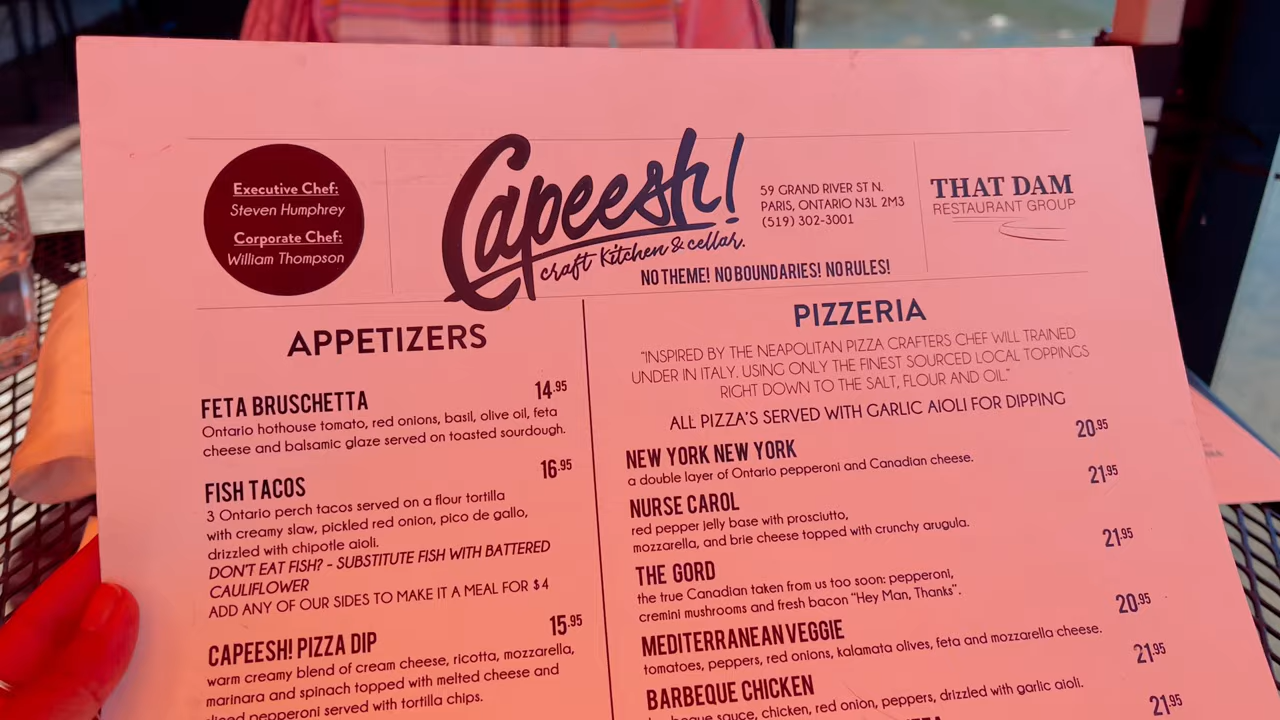 Executive Chef:
Steven Humphrey
Corporate Chef:
William Thompson
Capeesh!
craft kitchen & cellar.
NO THEME! NO BOUNDARIES! NO RULES!
59 GRAND RIVER ST N.
PARIS, ONTARIO N3L 2M3
(519) 302-3001
THAT DAM
RESTAURANT GROUP
APPETIZERS
FETA BRUSCHETTA 14.95
Ontario hothouse tomato, red onions, basil, olive oil, feta
cheese and balsamic glaze served on toasted sourdough.
FISH TACOS 16.95
3 Ontario perch tacos served on a flour tortilla
with creamy slaw, pickled red onion, pico de gallo,
drizzled with chipotle aioli.
DON'T EAT FISH? - SUBSTITUTE FISH WITH BATTERED
CAULIFLOWER
ADD ANY OF OUR SIDES TO MAKE IT A MEAL FOR $4
CAPEESH! PIZZA DIP 15.95
warm creamy blend of cream cheese, ricotta, mozzarella,
marinara and spinach topped with melted cheese and
sliced pepperoni served with tortilla chips.
PIZZERIA
"INSPIRED BY THE NEAPOLITAN PIZZA CRAFTERS CHEF WILL TRAINED
UNDER IN ITALY. USING ONLY THE FINEST SOURCED LOCAL TOPPINGS
RIGHT DOWN TO THE SALT, FLOUR AND OIL."
ALL PIZZA'S SERVED WITH GARLIC AIOLI FOR DIPPING
NEW YORK NEW YORK 20.95
a double layer of Ontario pepperoni and Canadian cheese.
NURSE CAROL 21.95
red pepper jelly base with prosciutto,
mozzarella, and brie cheese topped with crunchy arugula.
THE GORD 21.95
the true Canadian taken from us too soon: pepperoni,
cremini mushrooms and fresh bacon "Hey Man, Thanks".
MEDITERRANEAN VEGGIE 20.95
tomatoes, peppers, red onions, kalamata olives, feta and mozzarella cheese.
BARBEQUE CHICKEN 21.95
sauce, chicken, red onion, peppers, drizzled with garlic aioli.
21.95